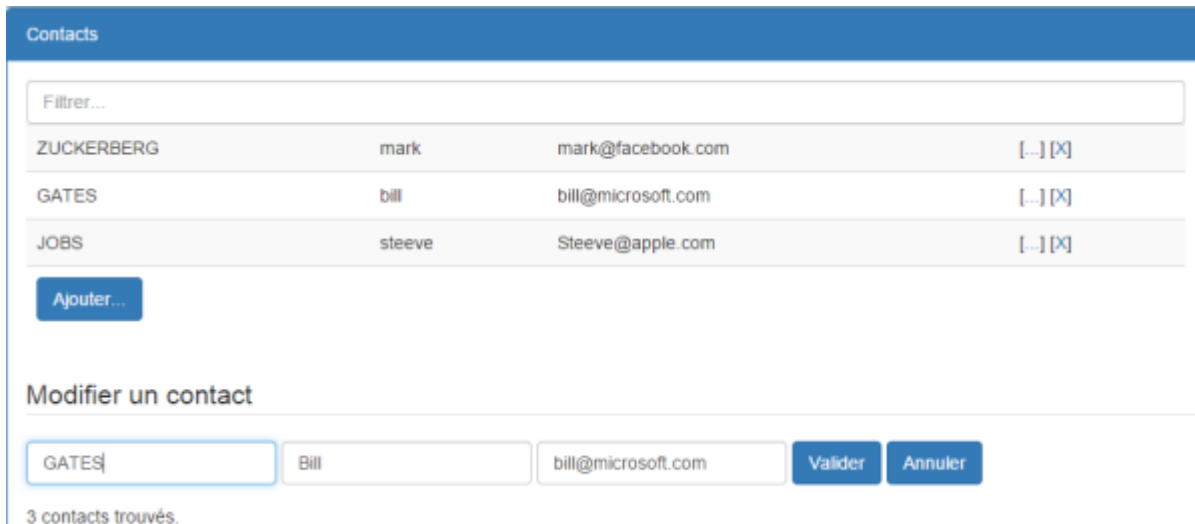 Contacts
Filtrer...
ZUCKERBERG mark mark@facebook.com [...] [X]
GATES bill bill@microsoft.com [...] [X]
JOBS steeve Steeve@apple.com [...] [X]
Ajouter...
Modifier un contact
GATES Bill bill@microsoft.com Valider Annuler
3 contacts trouvés.